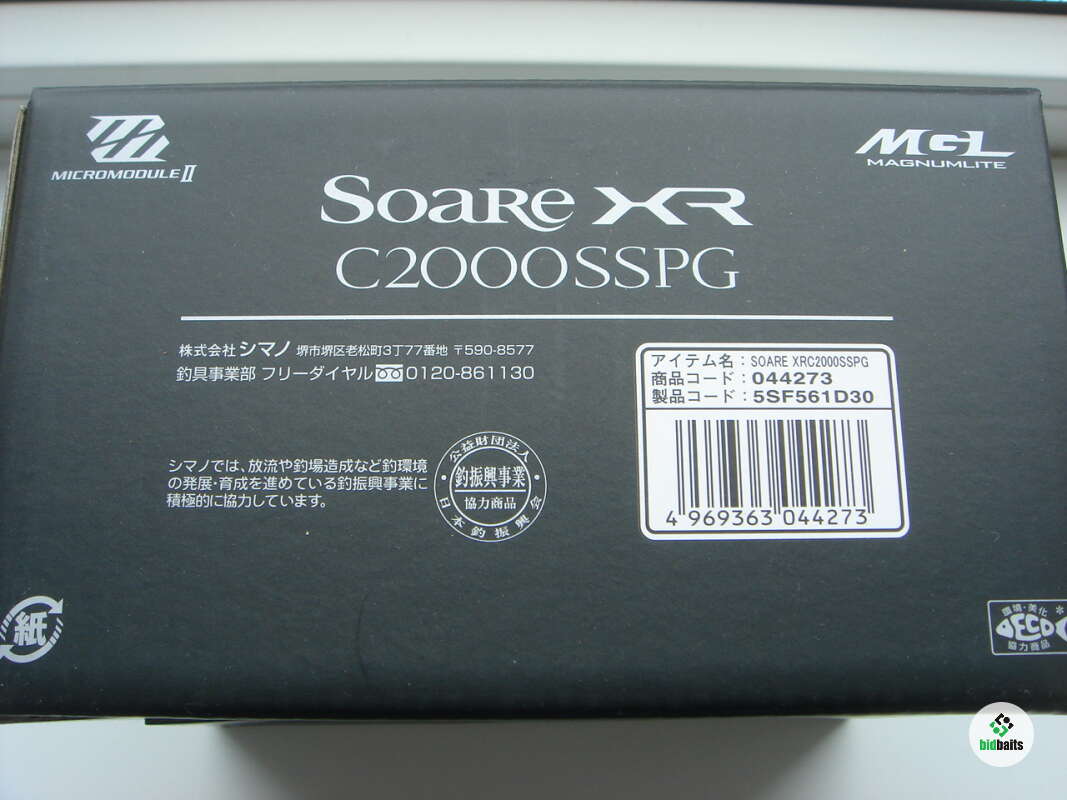 MICROMODULE II
MGL
MAGNUMLITE
SOARE XR
C2000SSPG
株式会社 シマノ 堺市堺区老松町3丁77番地 〒590-8577
釣具事業部 フリーダイヤル 0120-861130
アイテム名：SOARE XRC2000SSPG
商品コード：044273
製品コード：5SF561D30
4 969363 044273
シマノでは、放流や釣場造成など釣環境
の発展・育成を進めている釣振興事業に
積極的に協力しています。
公益財団法人
釣振興事業
協力商品
日本釣振興会
紙
環境・美化
DECO
協力商品
bidbaits